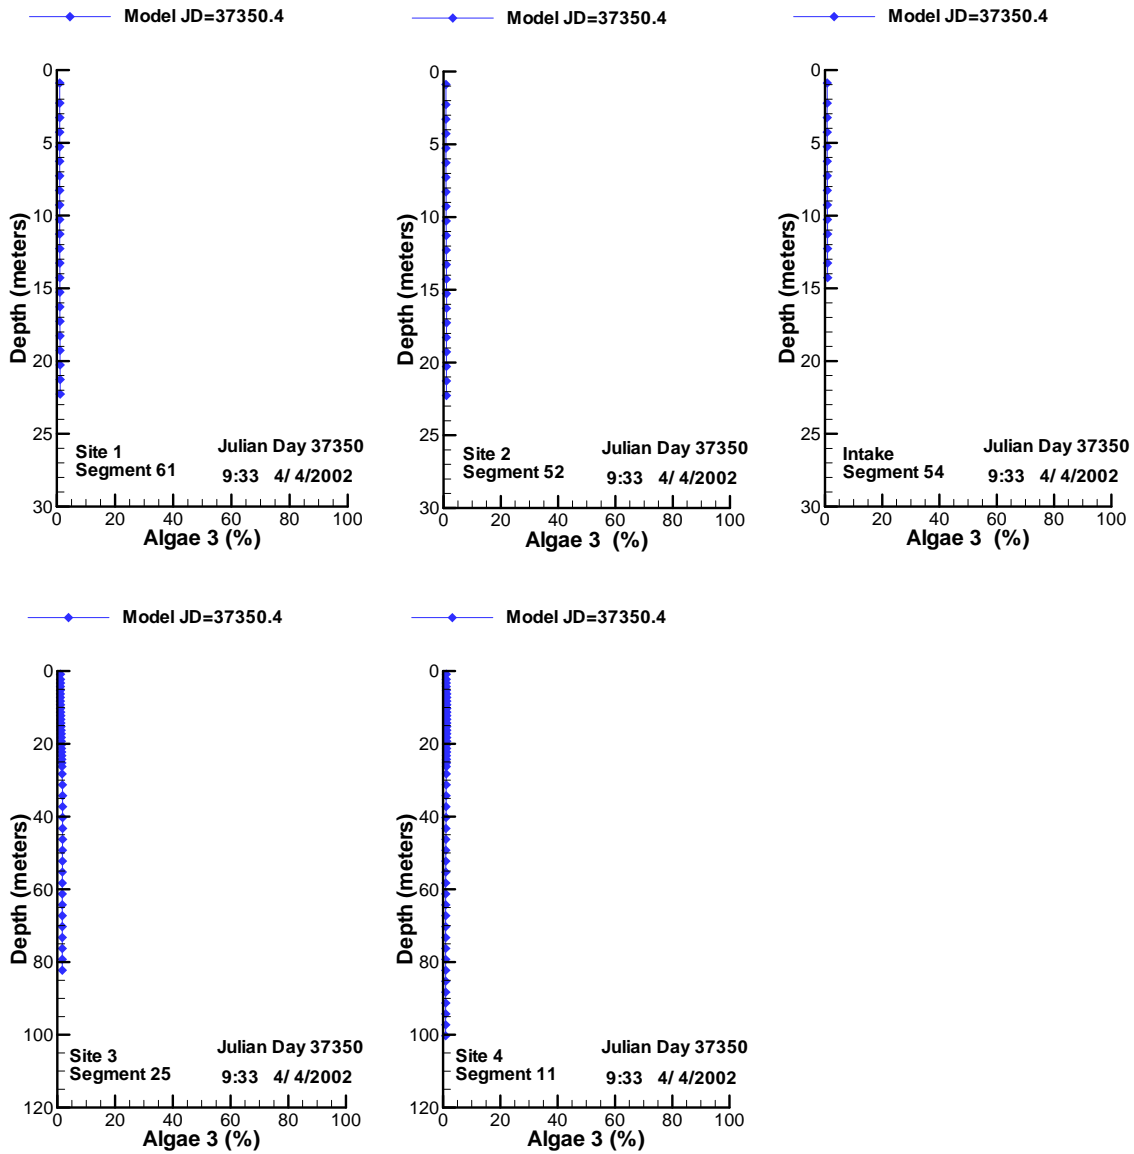 Model JD=37350.4
Model JD=37350.4
Model JD=37350.4
0
5
10
15
20
25
30
Depth (meters)
Site 1
Segment 61
Julian Day 37350
9:33 4/ 4/2002
0 20 40 60 80 100
Algae 3 (%)
0
5
10
15
20
25
30
Depth (meters)
Site 2
Segment 52
Julian Day 37350
9:33 4/ 4/2002
0 20 40 60 80 100
Algae 3 (%)
0
5
10
15
20
25
30
Depth (meters)
Intake
Segment 54
Julian Day 37350
9:33 4/ 4/2002
0 20 40 60 80 100
Algae 3 (%)
Model JD=37350.4
Model JD=37350.4
0
20
40
60
80
100
120
Depth (meters)
Site 3
Segment 25
Julian Day 37350
9:33 4/ 4/2002
0 20 40 60 80 100
Algae 3 (%)
0
20
40
60
80
100
120
Depth (meters)
Site 4
Segment 11
Julian Day 37350
9:33 4/ 4/2002
0 20 40 60 80 100
Algae 3 (%)